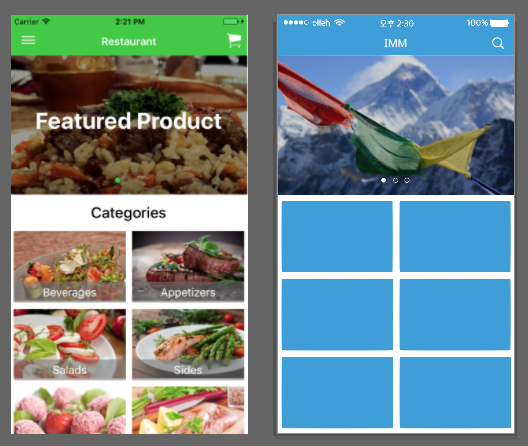 Carrier 2:21 PM
Restaurant
Featured Product
Categories
Beverages
Appetizers
Salads
Sides
olleh 오후 2:30 100%
IMM